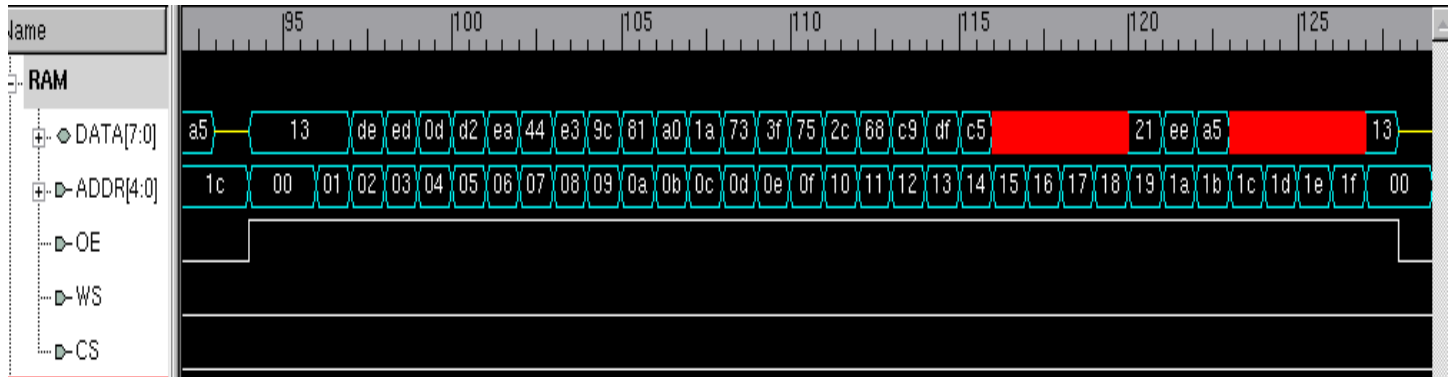 Name
95 100 105 110 115 120 125
RAM
DATA[7:0] a5 13 de ed 0d d2 ea 44 e3 9c 81 a0 1a 73 3f 75 2c 68 c9 df c5 21 ee a5 13
ADDR[4:0] 1c 00 01 02 03 04 05 06 07 08 09 0a 0b 0c 0d 0e 0f 10 11 12 13 14 15 16 17 18 19 1a 1b 1c 1d 1e 1f 00
OE
WS
CS